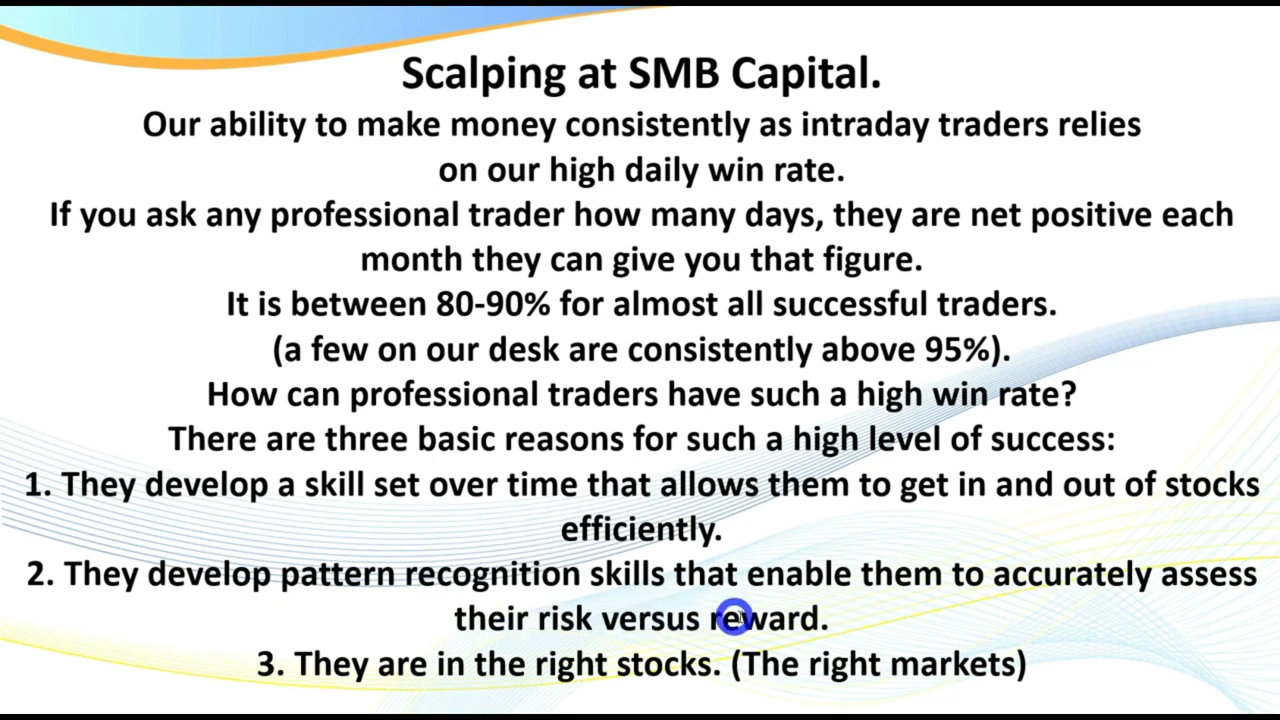 Scalping at SMB Capital.
Our ability to make money consistently as intraday traders relies
on our high daily win rate.
If you ask any professional trader how many days, they are net positive each
month they can give you that figure.
It is between 80-90% for almost all successful traders.
(a few on our desk are consistently above 95%).
How can professional traders have such a high win rate?
There are three basic reasons for such a high level of success:
1. They develop a skill set over time that allows them to get in and out of stocks
efficiently.
2. They develop pattern recognition skills that enable them to accurately assess
their risk versus reward.
3. They are in the right stocks. (The right markets)